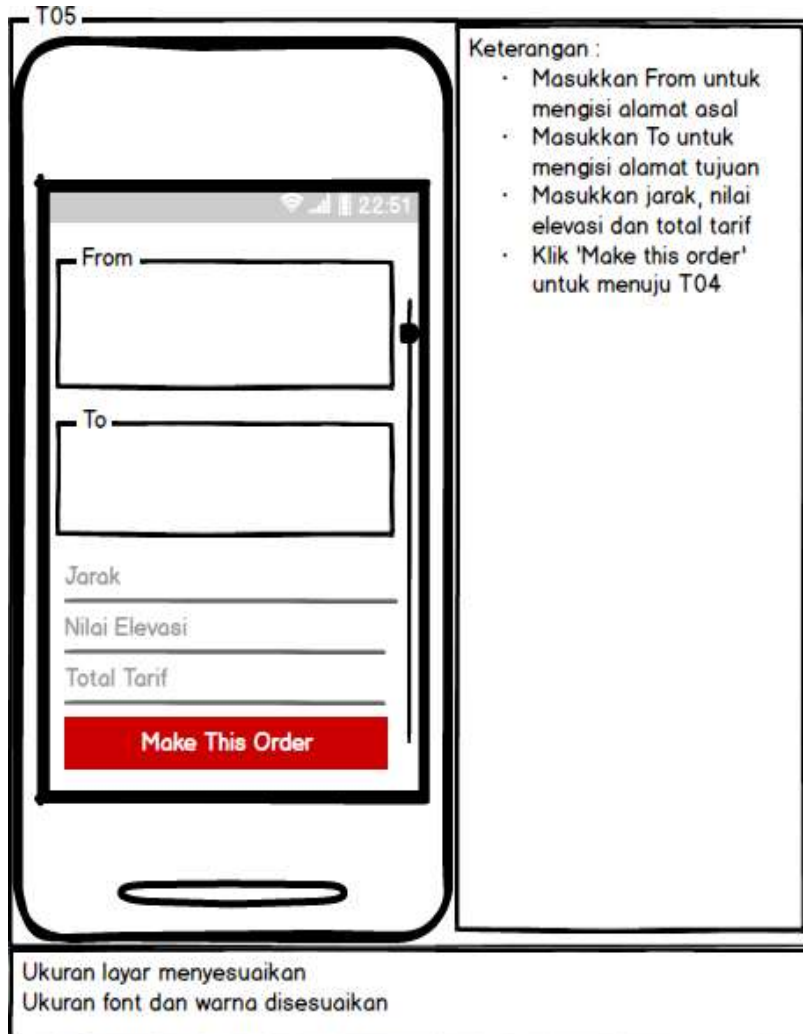 T05
22:51
From
To
Jarak
Nilai Elevasi
Total Tarif
Make This Order
Keterangan :
· Masukkan From untuk
mengisi alamat asal
· Masukkan To untuk
mengisi alamat tujuan
· Masukkan jarak, nilai
elevasi dan total tarif
· Klik 'Make this order'
untuk menuju T04
Ukuran layar menyesuaikan
Ukuran font dan warna disesuaikan